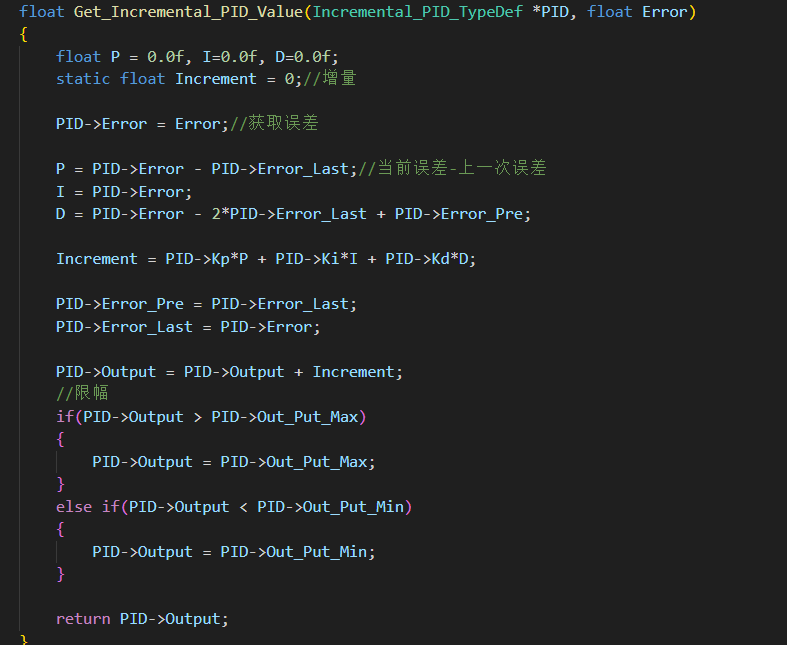 float Get_Incremental_PID_Value(Incremental_PID_TypeDef *PID, float Error)
{
    float P = 0.0f, I=0.0f, D=0.0f;
    static float Increment = 0;//增量
    PID->Error = Error;//获取误差
    P = PID->Error - PID->Error_Last;//当前误差-上一次误差
    I = PID->Error;
    D = PID->Error - 2*PID->Error_Last + PID->Error_Pre;
    Increment = PID->Kp*P + PID->Ki*I + PID->Kd*D;
    PID->Error_Pre = PID->Error_Last;
    PID->Error_Last = PID->Error;
    PID->Output = PID->Output + Increment;
    //限幅
    if(PID->Output > PID->Out_Put_Max)
    {
        PID->Output = PID->Out_Put_Max;
    }
    else if(PID->Output < PID->Out_Put_Min)
    {
        PID->Output = PID->Out_Put_Min;
    }
    return PID->Output;
}